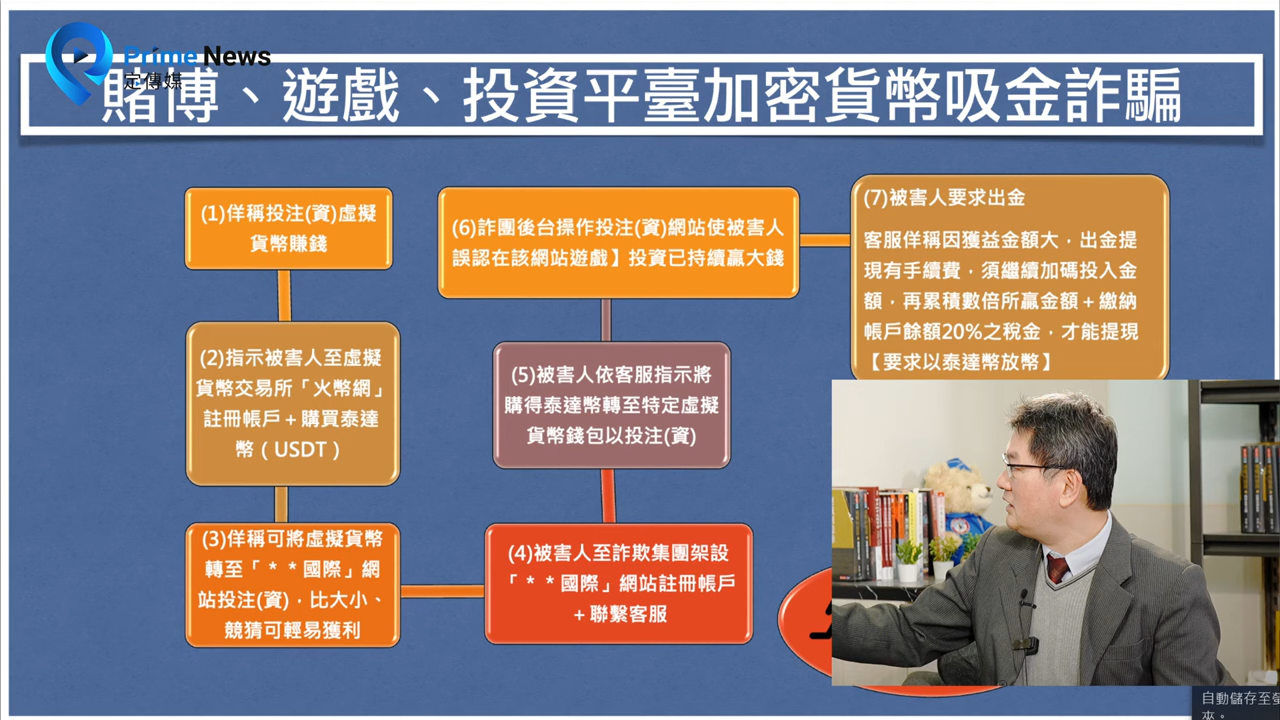 Prime News
定傳媒
賭博、遊戲、投資平臺加密貨幣吸金詐騙
(1)佯稱投注(資)虛擬
貨幣賺錢
(2)指示被害人至虛擬
貨幣交易所「火幣網」
註冊帳戶＋購買泰達
幣（USDT）
(3)佯稱可將虛擬貨幣
轉至「＊＊國際」網
站投注(資)，比大小、
競猜可輕易獲利
(4)被害人至詐欺集團架設
「＊＊國際」網站註冊帳戶
＋聯繫客服
(5)被害人依客服指示將
購得泰達幣轉至特定虛擬
貨幣錢包以投注(資)
(6)詐團後台操作投注(資)網站使被害人
誤認在該網站遊戲】投資已持續贏大錢
(7)被害人要求出金
客服佯稱因獲益金額大，出金提
現有手續費，須繼續加碼投入金
額，再累積數倍所贏金額＋繳納
帳戶餘額20%之稅金，才能提現
【要求以泰達幣放幣】
自動儲存至螢
夾。